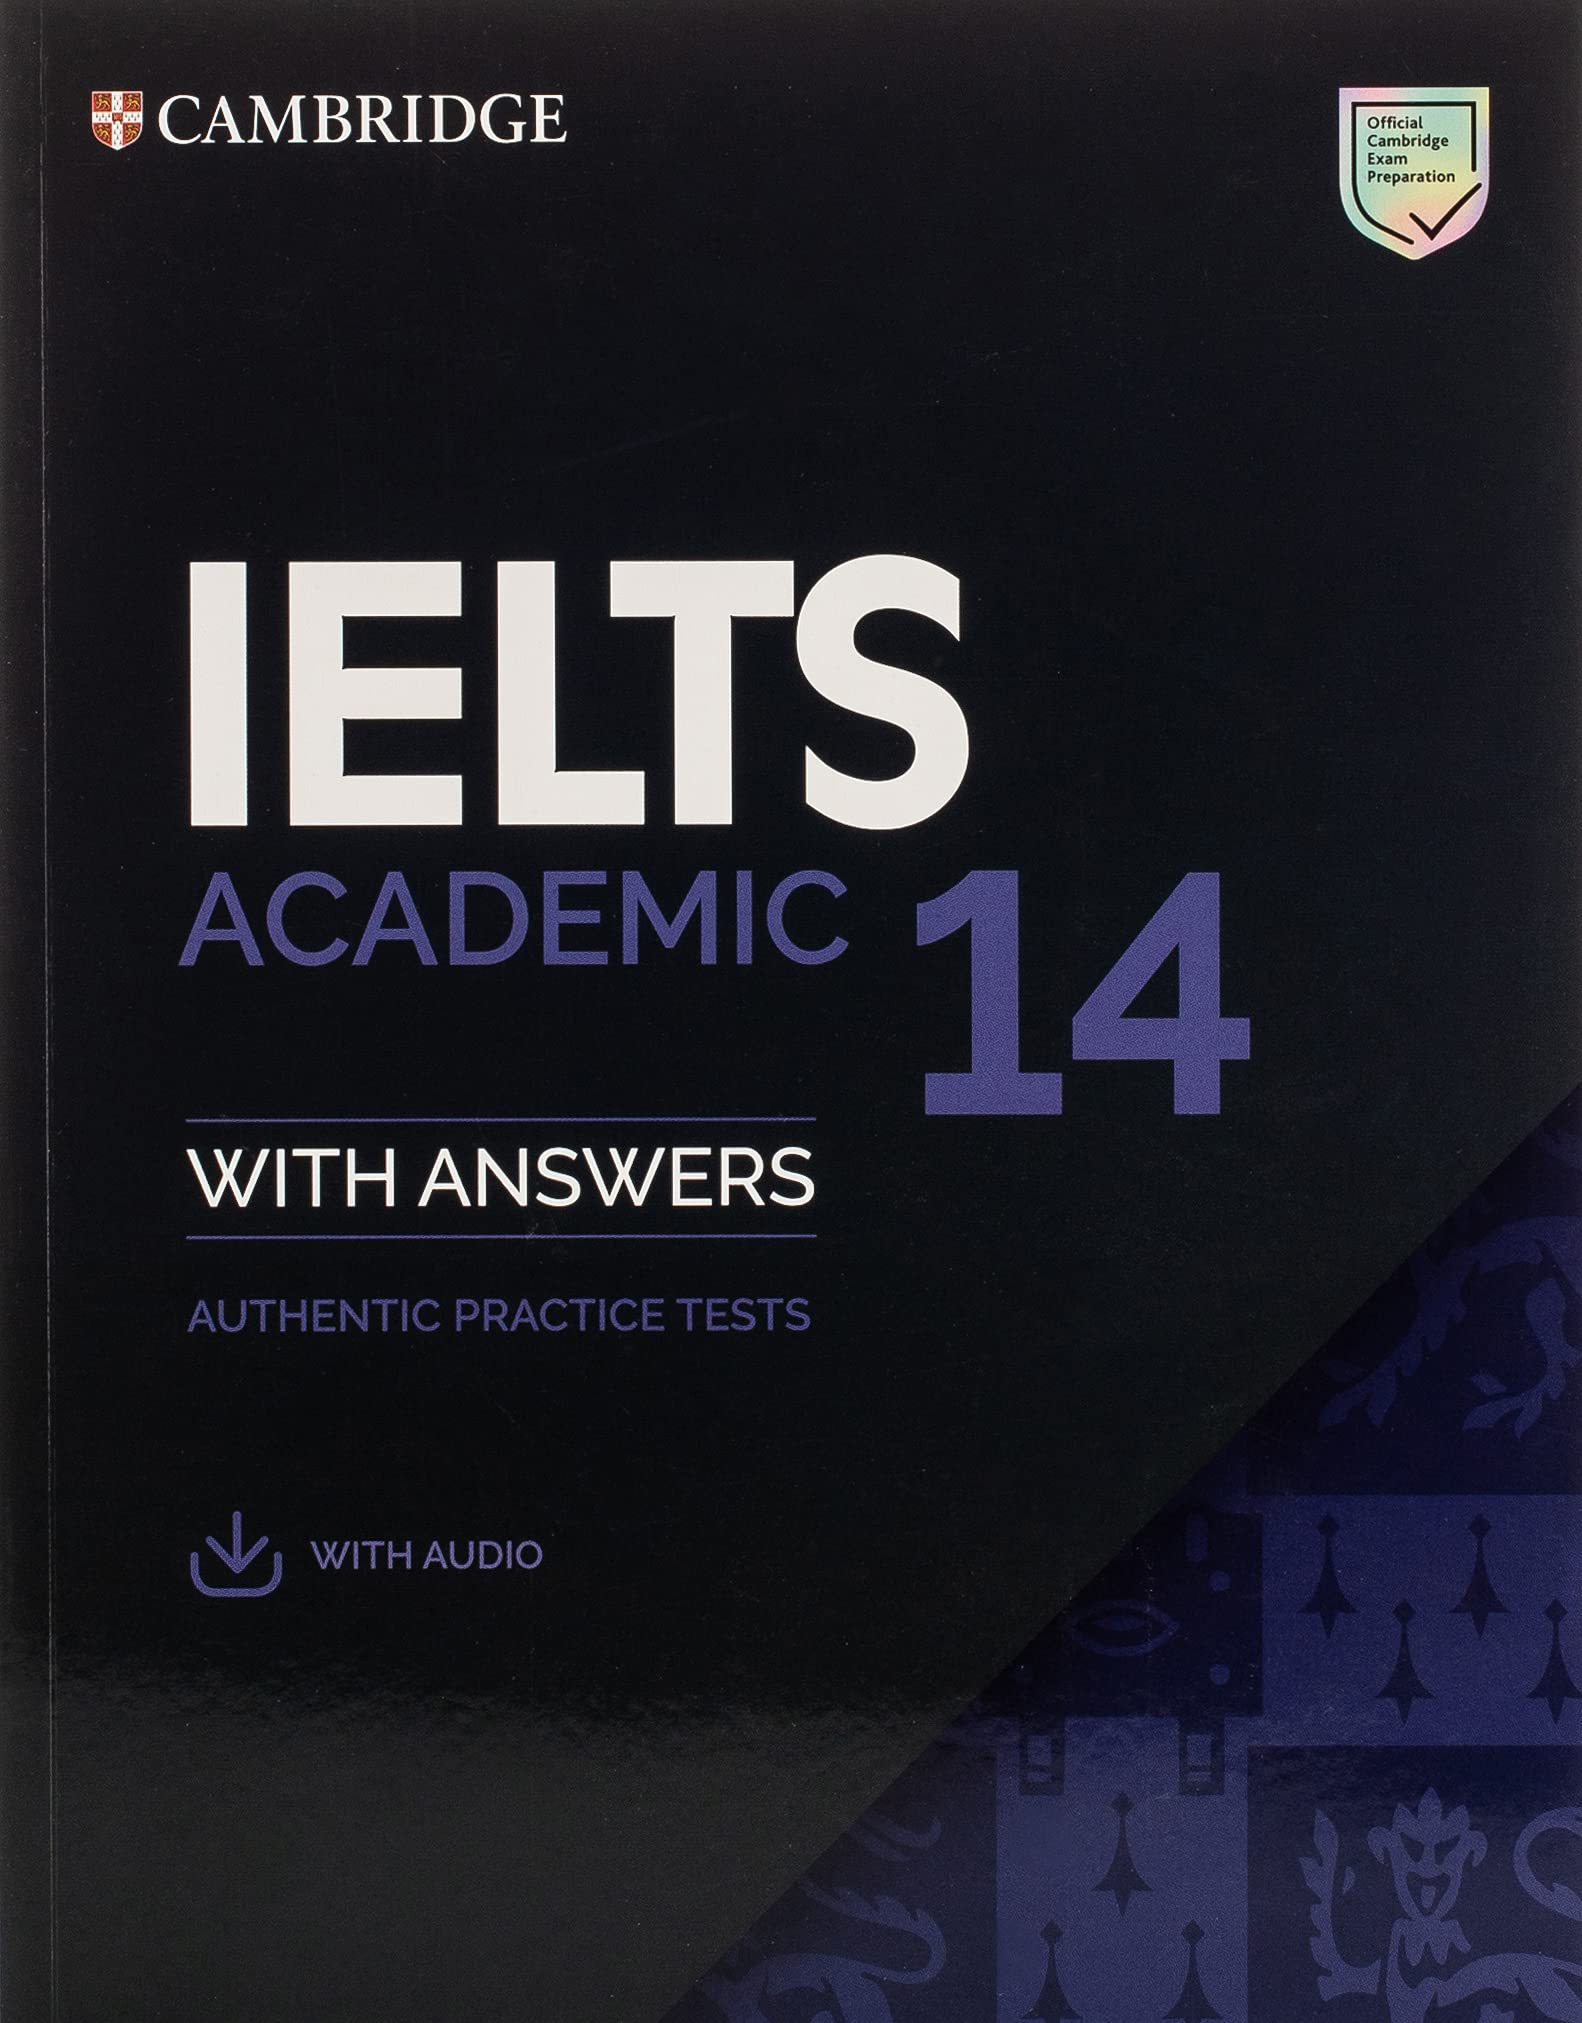 CAMBRIDGE
Official
Cambridge
Exam
Preparation
IELTS
ACADEMIC 14
WITH ANSWERS
AUTHENTIC PRACTICE TESTS
WITH AUDIO